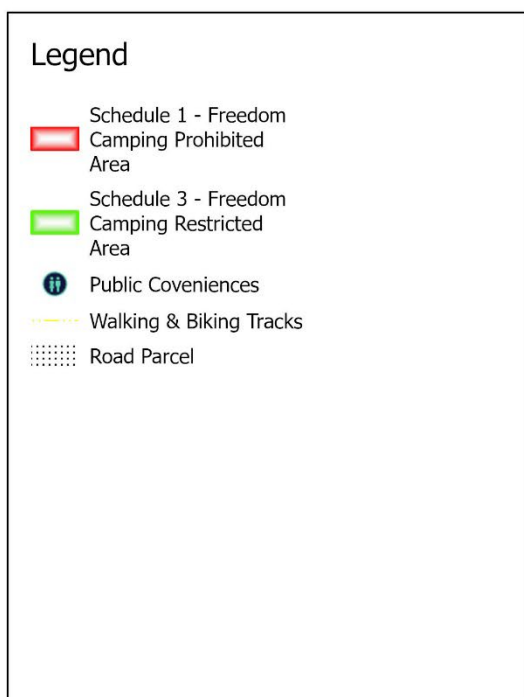 Legend
Schedule 1 - Freedom
Camping Prohibited
Area
Schedule 3 - Freedom
Camping Restricted
Area
Public Coveniences
Walking & Biking Tracks
Road Parcel